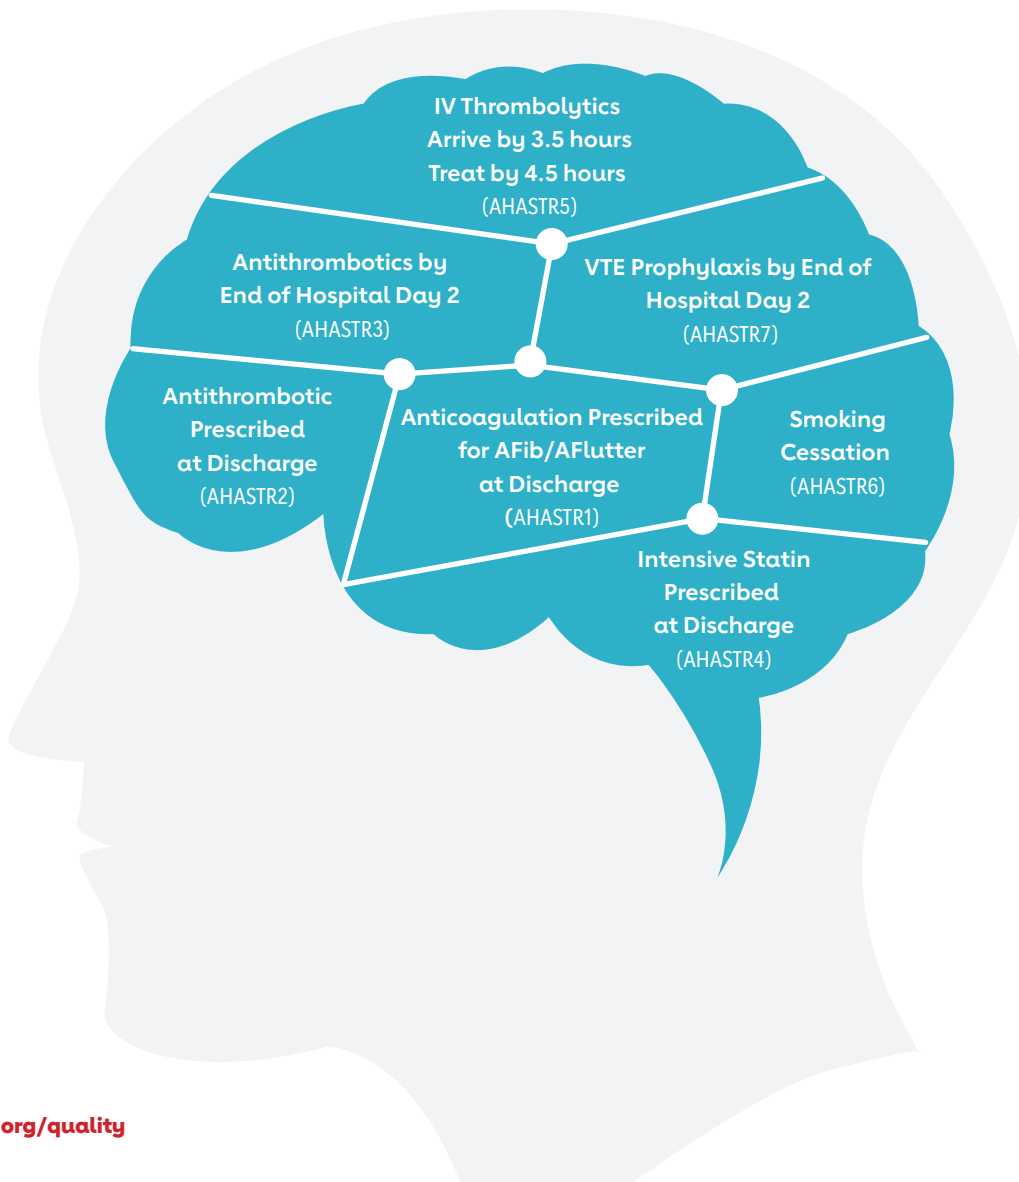 IV Thrombolytics
Arrive by 3.5 hours
Treat by 4.5 hours
(AHASTR5)
Antithrombotics by
End of Hospital Day 2
(AHASTR3)
VTE Prophylaxis by End of
Hospital Day 2
(AHASTR7)
Antithrombotic
Prescribed
at Discharge
(AHASTR2)
Anticoagulation Prescribed
for AFib/AFlutter
at Discharge
(AHASTR1)
Smoking
Cessation
(AHASTR6)
Intensive Statin
Prescribed
at Discharge
(AHASTR4)
org/quality